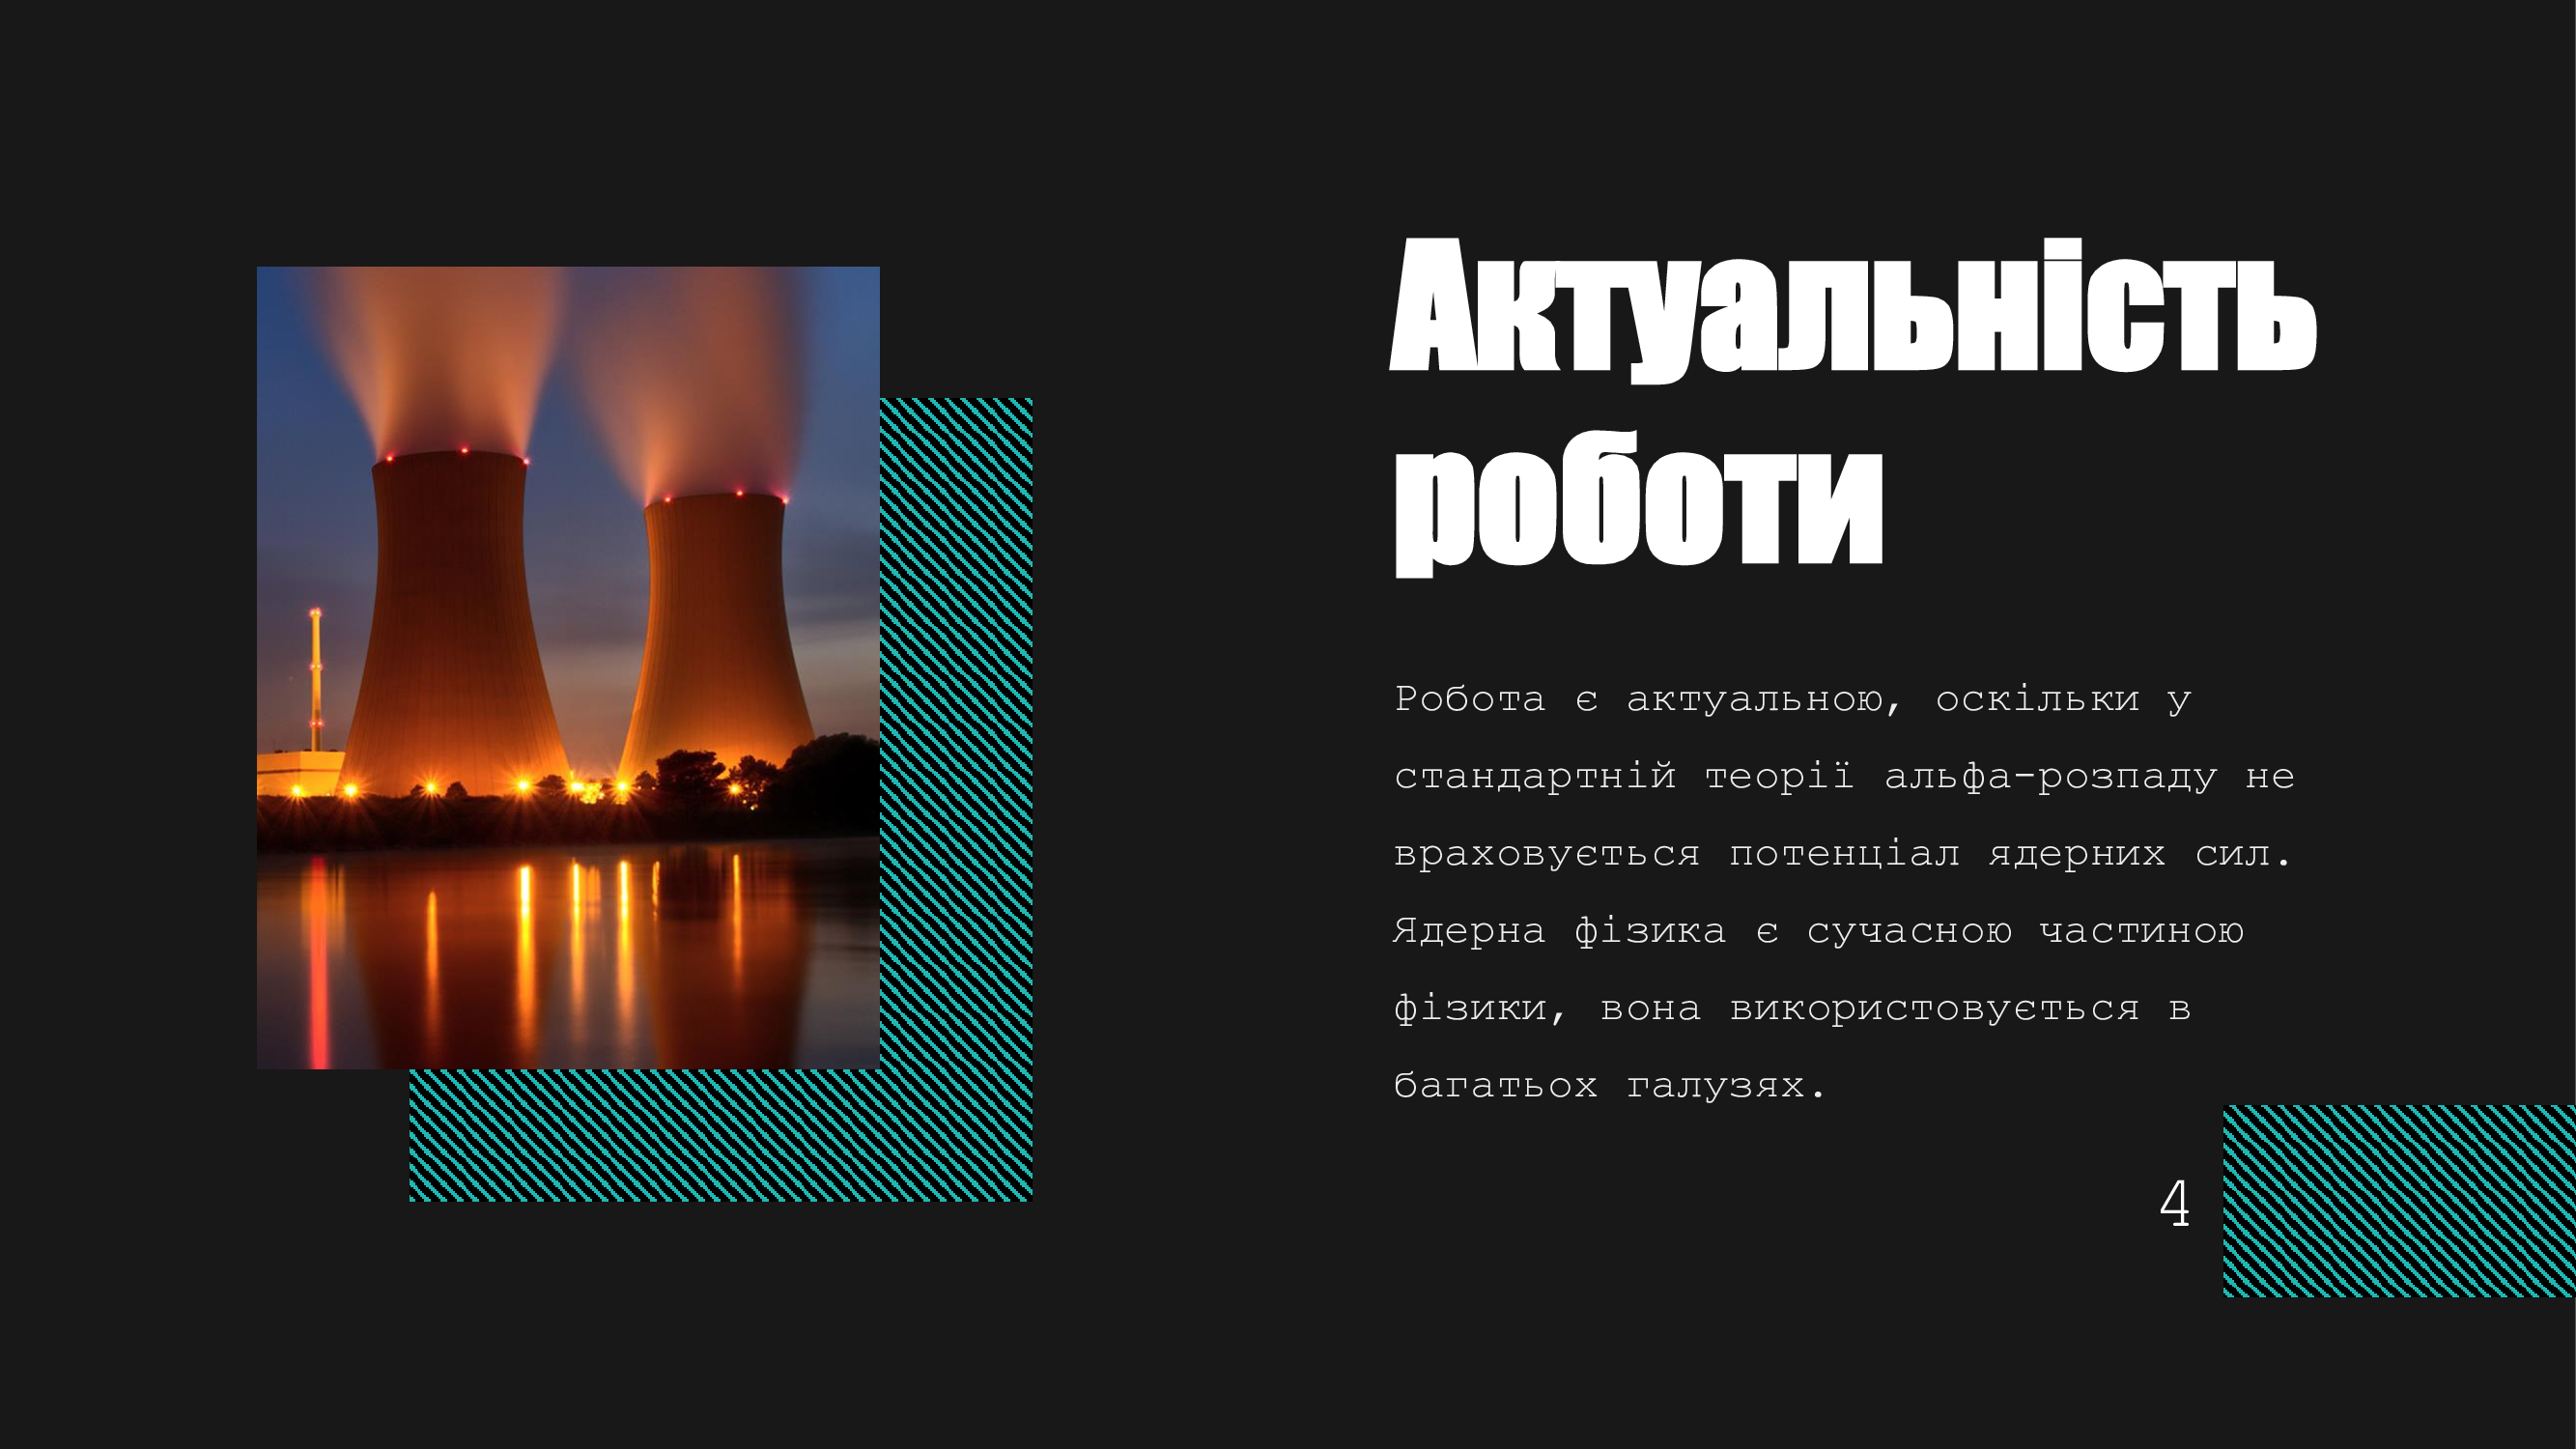 Актуальність
роботи
Робота є актуальною, оскільки у
стандартній теорії альфа-розпаду не
враховується потенціал ядерних сил.
Ядерна фізика є сучасною частиною
фізики, вона використовується в
багатьох галузях.
4